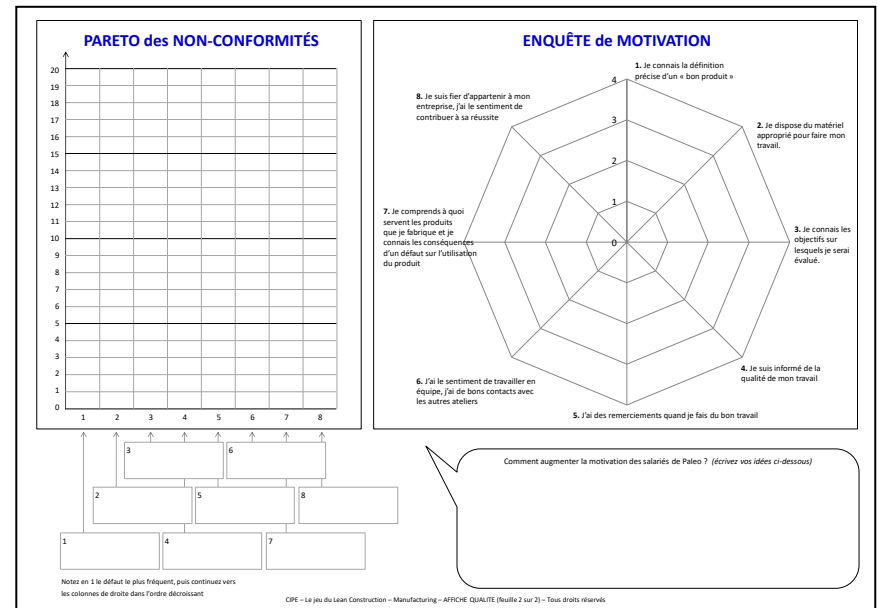 PARETO des NON-CONFORMITÉS
20
19
18
17
16
15
14
13
12
11
10
9
8
7
6
5
4
3
2
1
0
1 2 3 4 5 6 7 8
3
6
2
5
8
1
4
7
Notez en 1 le défaut le plus fréquent, puis continuez vers
les colonnes de droite dans l'ordre décroissant
ENQUÊTE de MOTIVATION
1. Je connais la définition
précise d'un « bon produit »
2. Je dispose du matériel
approprié pour faire mon
travail.
3. Je connais les
objectifs sur
lesquels je serai
évalué.
4. Je suis informé de la
qualité de mon travail
5. J'ai des remerciements quand je fais du bon travail
6. J'ai le sentiment de travailler en
équipe, j'ai de bons contacts avec
les autres ateliers
7. Je comprends à quoi
servent les produits
que je fabrique et je
connais les conséquences
d'un défaut sur l'utilisation
du produit
8. Je suis fier d'appartenir à mon
entreprise, j'ai le sentiment de
contribuer à sa réussite
4
3
2
1
0
Comment augmenter la motivation des salariés de Paleo ? (écrivez vos idées ci-dessous)
CIPE – Le jeu du Lean Construction – Manufacturing – AFFICHE QUALITE (feuille 2 sur 2) – Tous droits réservés